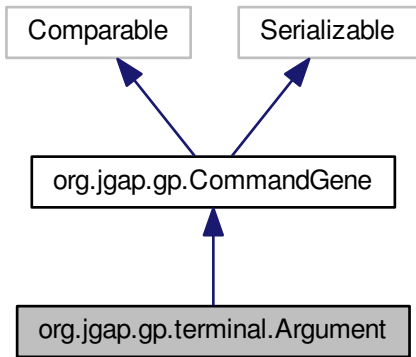 Comparable
Serializable
org.jgap.gp.CommandGene
org.jgap.gp.terminal.Argument